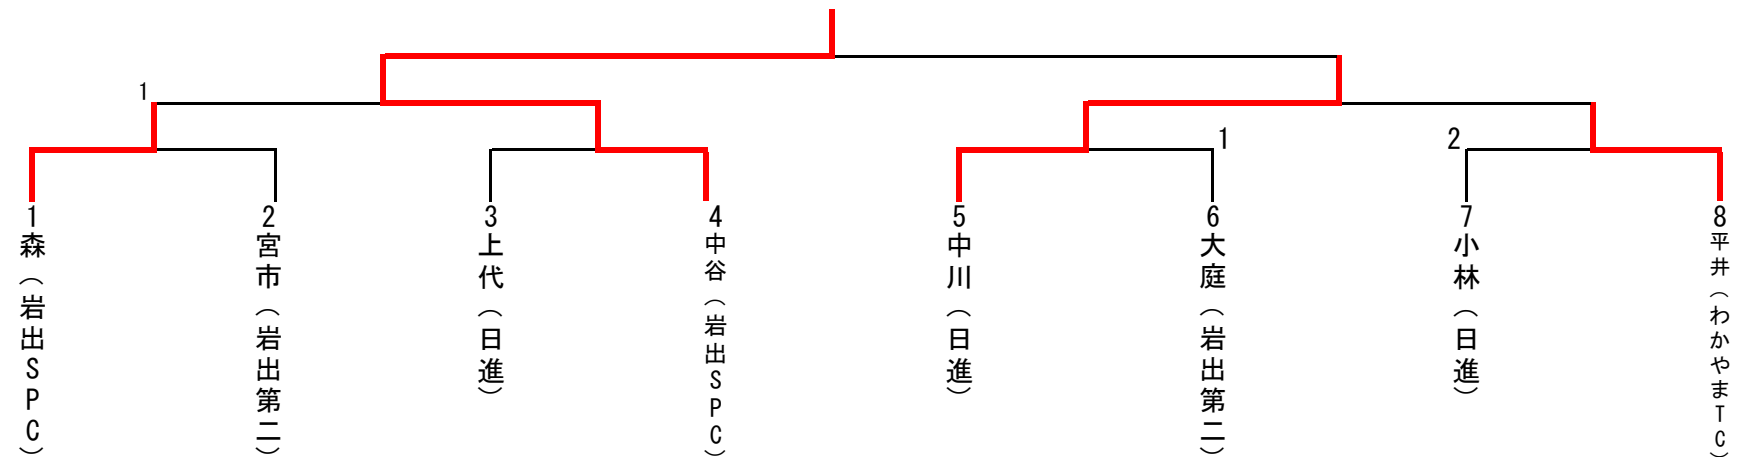 1
1
2
1
森（岩出SPC）
2
宮市（岩出第二）
3
上代（日進）
4
中谷（岩出SPC）
5
中川（日進）
6
大庭（岩出第二）
7
小林（日進）
8
平井（わかやまTC）